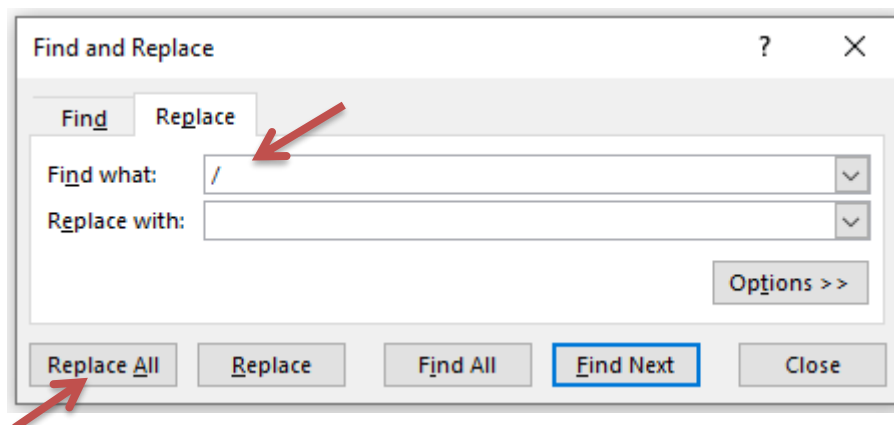 Find and Replace ?
Find Replace
Find what: /
Replace with:
Options >>
Replace All Replace Find All Find Next Close